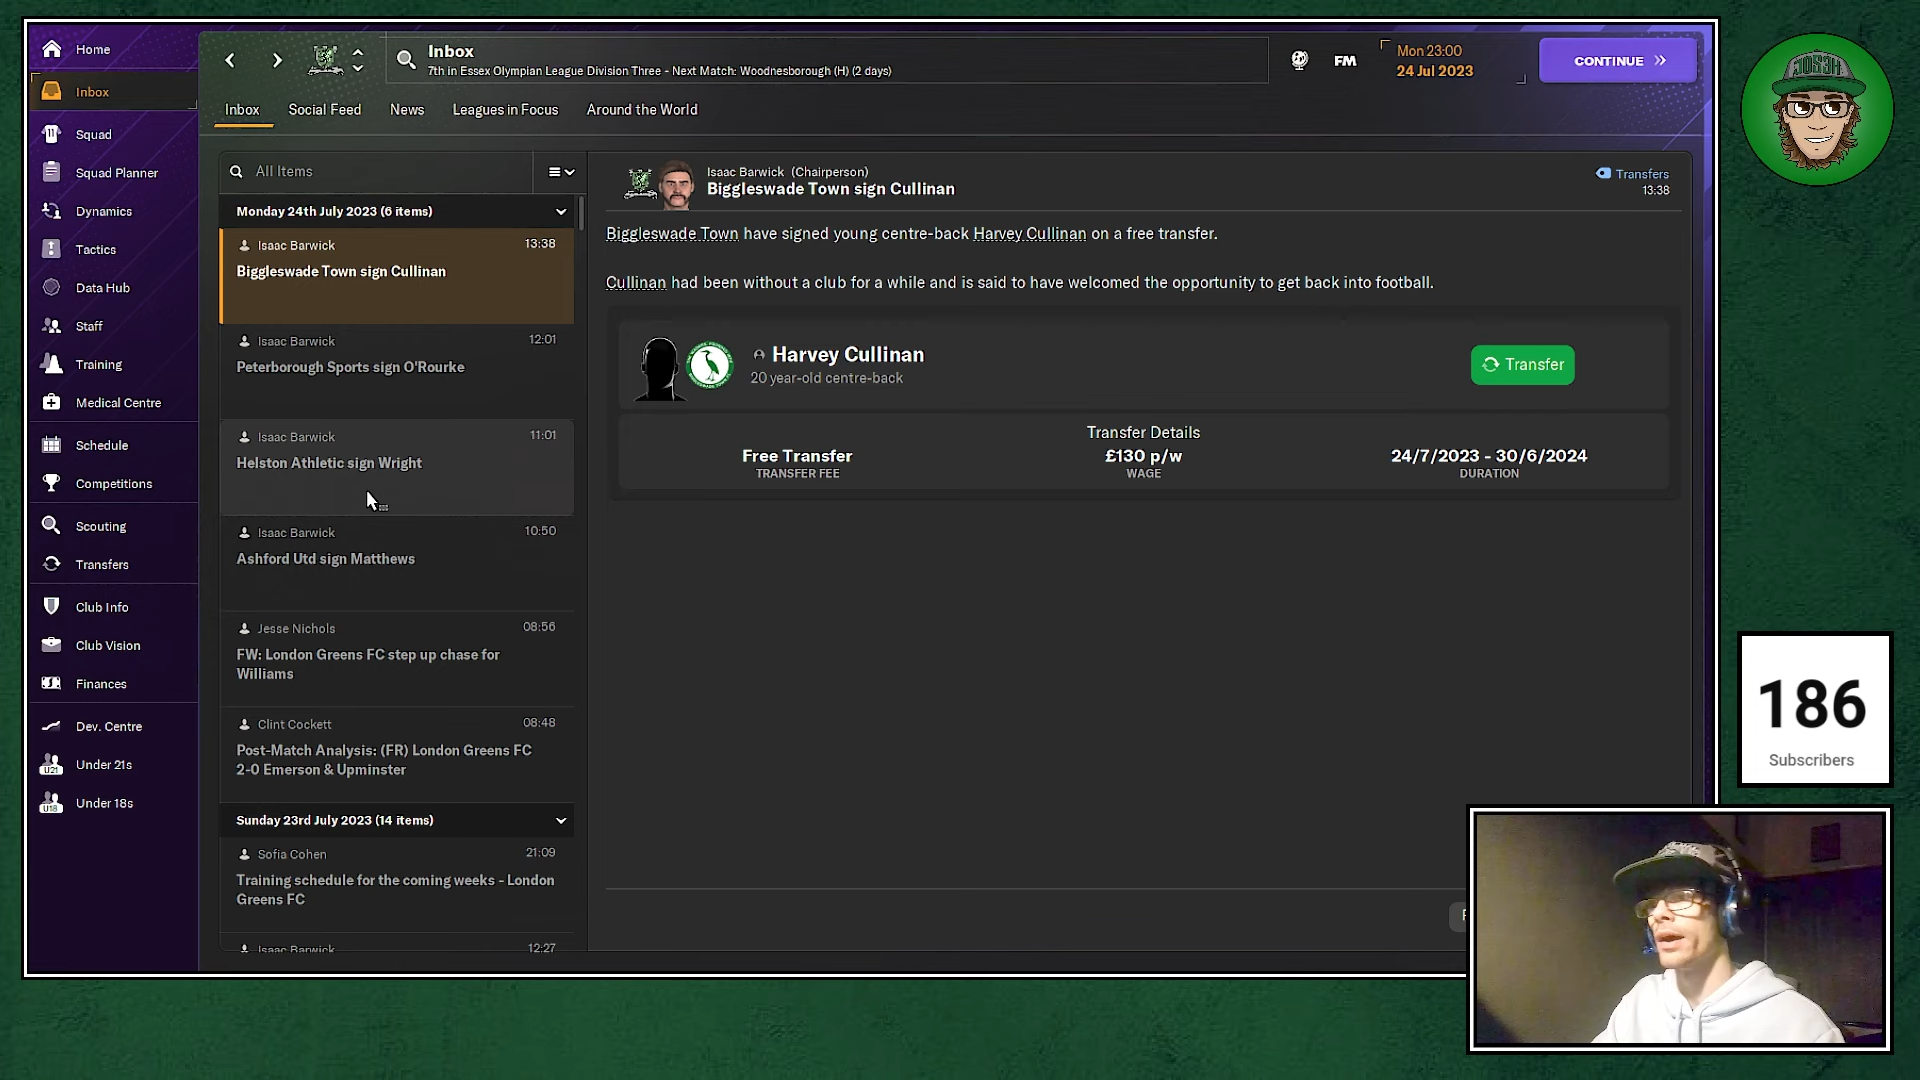 Home
Inbox
Squad
Squad Planner
Dynamics
Tactics
Data Hub
Staff
Training
Medical Centre
Schedule
Competitions
Scouting
Transfers
Club Info
Club Vision
Finances
Dev. Centre
U21
Under 21s
U18
Under 18s
Inbox
7th in Essex Olympian League Division Three - Next Match: Woodnesborough (H) (2 days)
FM
Mon 23:00
24 Jul 2023
CONTINUE
Inbox
Social Feed
News
Leagues in Focus
Around the World
All Items
Monday 24th July 2023 (6 items)
Isaac Barwick 13:38
Biggleswade Town sign Cullinan
Isaac Barwick 12:01
Peterborough Sports sign O'Rourke
Isaac Barwick 11:01
Helston Athletic sign Wright
Isaac Barwick 10:50
Ashford Utd sign Matthews
Jesse Nichols 08:56
FW: London Greens FC step up chase for
Williams
Clint Cockett 08:48
Post-Match Analysis: (FR) London Greens FC
2-0 Emerson & Upminster
Sunday 23rd July 2023 (14 items)
Sofia Cohen 21:09
Training schedule for the coming weeks - London
Greens FC
Isaac Barwick 12:27
Isaac Barwick (Chairperson)
Biggleswade Town sign Cullinan
Transfers
13:38
Biggleswade Town have signed young centre-back Harvey Cullinan on a free transfer.
Cullinan had been without a club for a while and is said to have welcomed the opportunity to get back into football.
Harvey Cullinan
20 year-old centre-back
Transfer
Transfer Details
Free Transfer
TRANSFER FEE
£130 p/w
WAGE
24/7/2023 - 30/6/2024
DURATION
186
Subscribers